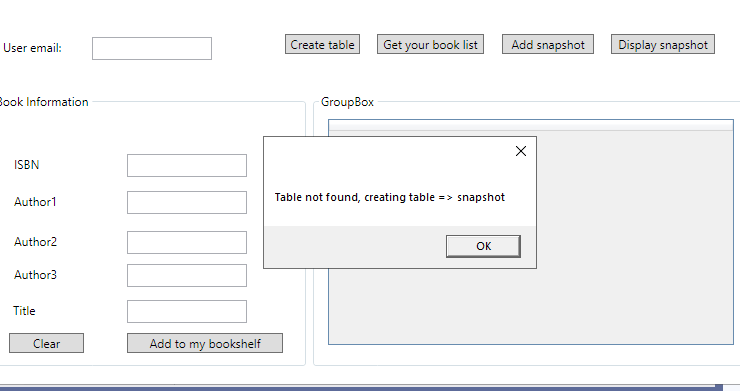 User email:
Create table
Get your book list
Add snapshot
Display snapshot
Book Information
GroupBox
ISBN
Author1
Author2
Author3
Title
Clear
Add to my bookshelf
Table not found, creating table => snapshot
OK